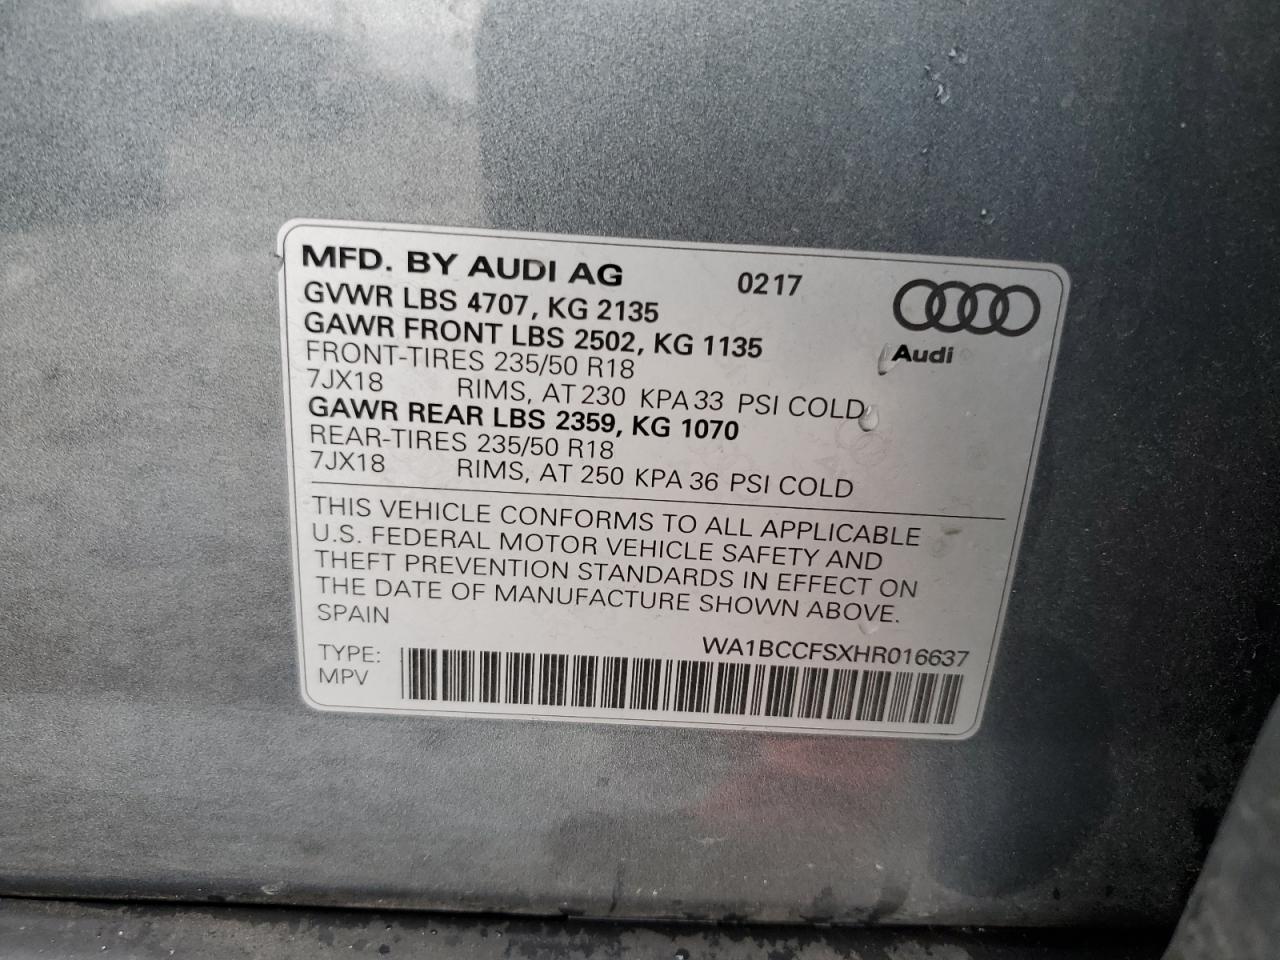 MFD. BY AUDI AG 0217
GVWR LBS 4707, KG 2135
GAWR FRONT LBS 2502, KG 1135
Audi
FRONT-TIRES 235/50 R18
7JX18 RIMS, AT 230 KPA 33 PSI COLD
GAWR REAR LBS 2359, KG 1070
REAR-TIRES 235/50 R18
7JX18 RIMS, AT 250 KPA 36 PSI COLD
THIS VEHICLE CONFORMS TO ALL APPLICABLE
U.S. FEDERAL MOTOR VEHICLE SAFETY AND
THEFT PREVENTION STANDARDS IN EFFECT ON
THE DATE OF MANUFACTURE SHOWN ABOVE.
SPAIN
WA1BCCFSXHR016637
TYPE:
MPV